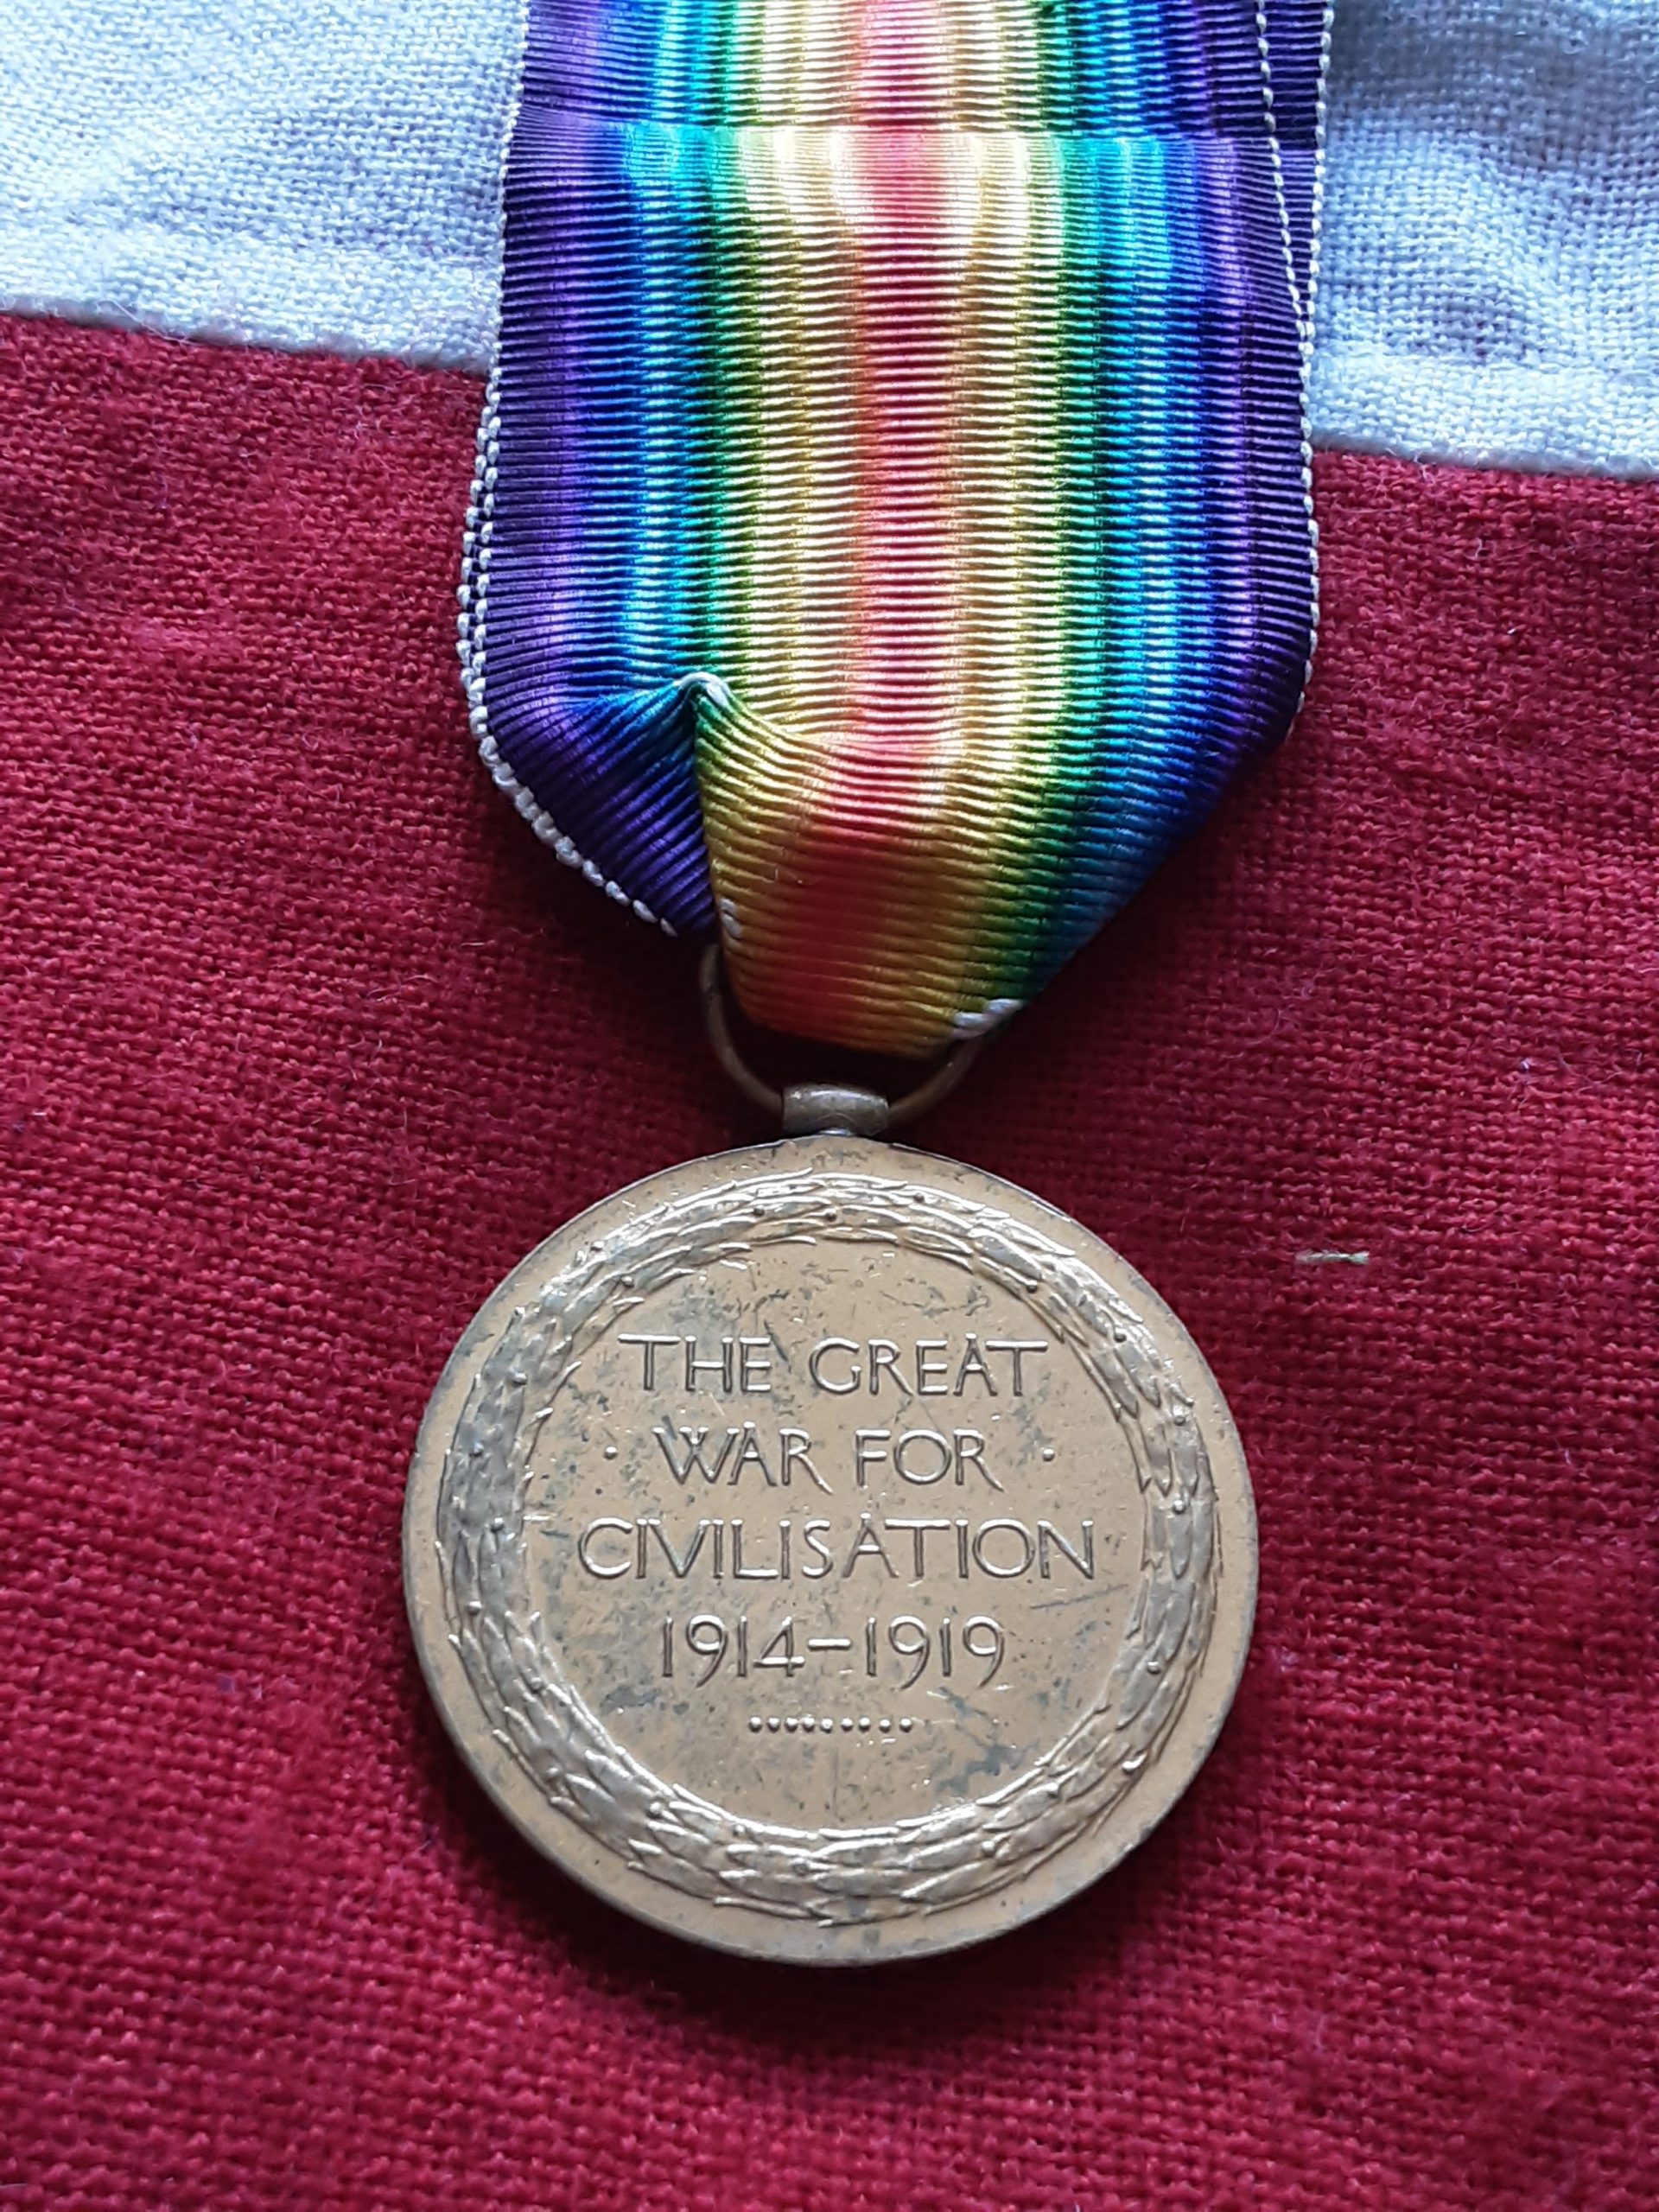 THE GREAT
· WAR FOR ·
CIVILISATION
1914–1919